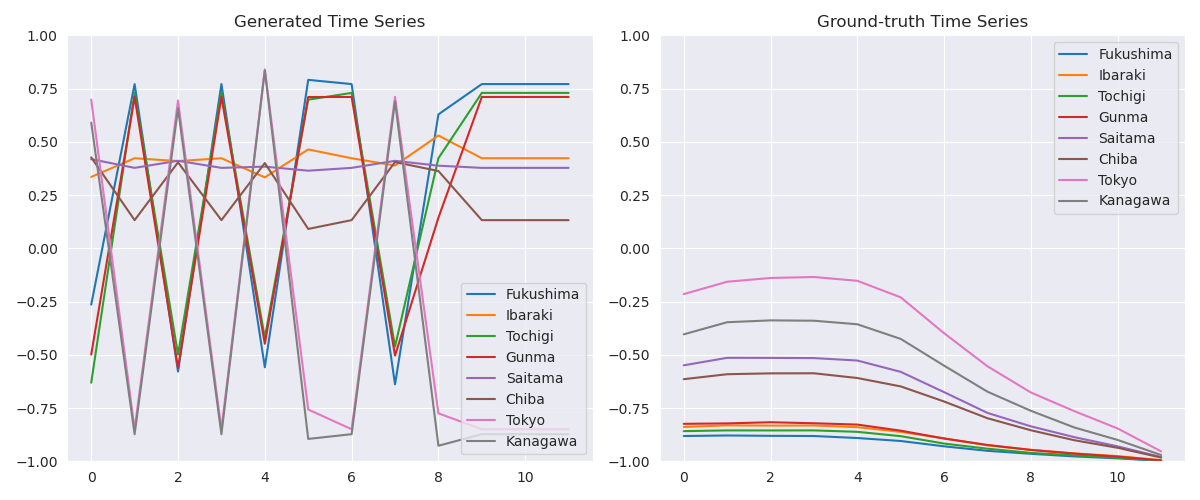 Generated Time Series
1.00
0.75
0.50
0.25
0.00
−0.25
−0.50
−0.75
−1.00
0 2 4 6 8 10
Fukushima
Ibaraki
Tochigi
Gunma
Saitama
Chiba
Tokyo
Kanagawa
Ground-truth Time Series
1.00
0.75
0.50
0.25
0.00
−0.25
−0.50
−0.75
−1.00
0 2 4 6 8 10
Fukushima
Ibaraki
Tochigi
Gunma
Saitama
Chiba
Tokyo
Kanagawa